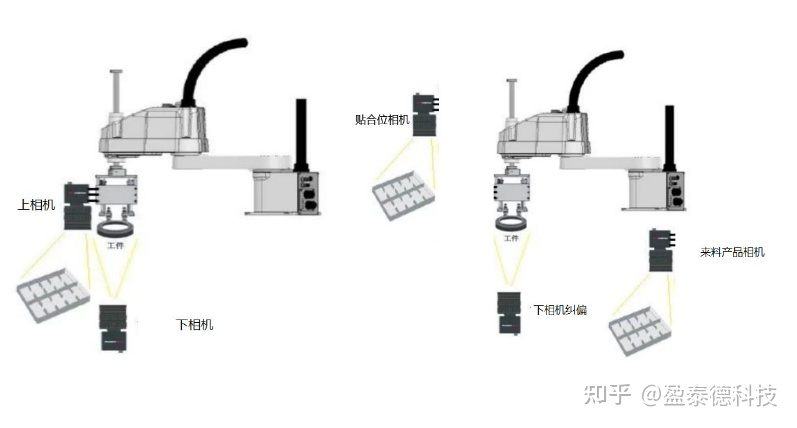 贴合位相机
上相机
工件
下相机
工件
来料产品相机
下相机纠偏
知乎 @盈泰德科技